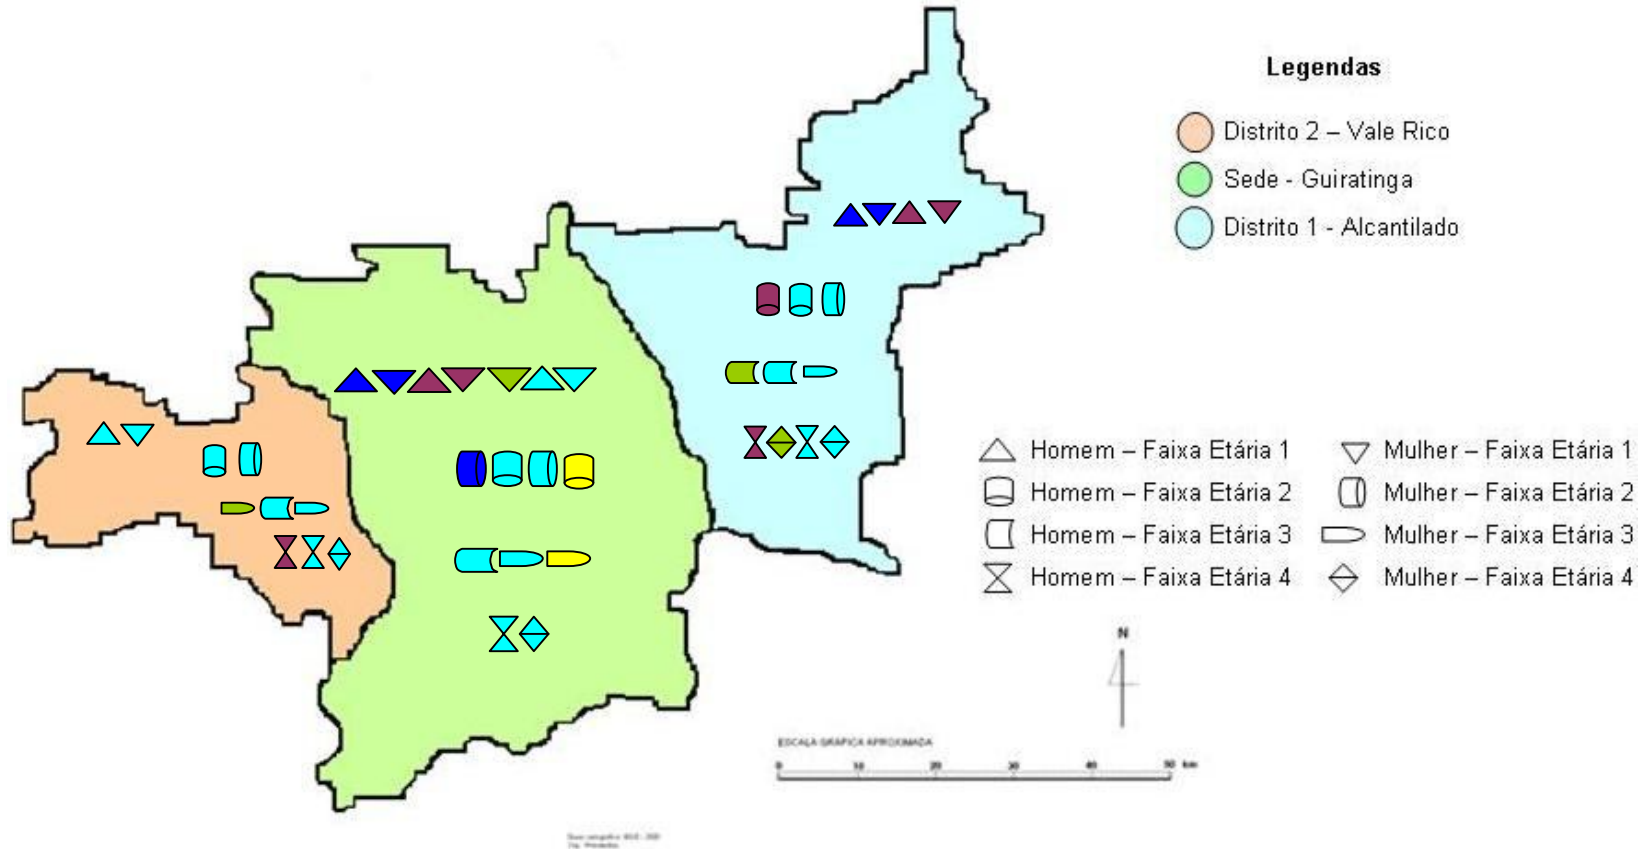 Legendas
Distrito 2 – Vale Rico
Sede - Guiratinga
Distrito 1 - Alcantilado
Homem – Faixa Etária 1
Mulher – Faixa Etária 1
Homem – Faixa Etária 2
Mulher – Faixa Etária 2
Homem – Faixa Etária 3
Mulher – Faixa Etária 3
Homem – Faixa Etária 4
Mulher – Faixa Etária 4
N
ESCALA GRÁFICA APROXIMADA
0 10 20 30 40 50 km